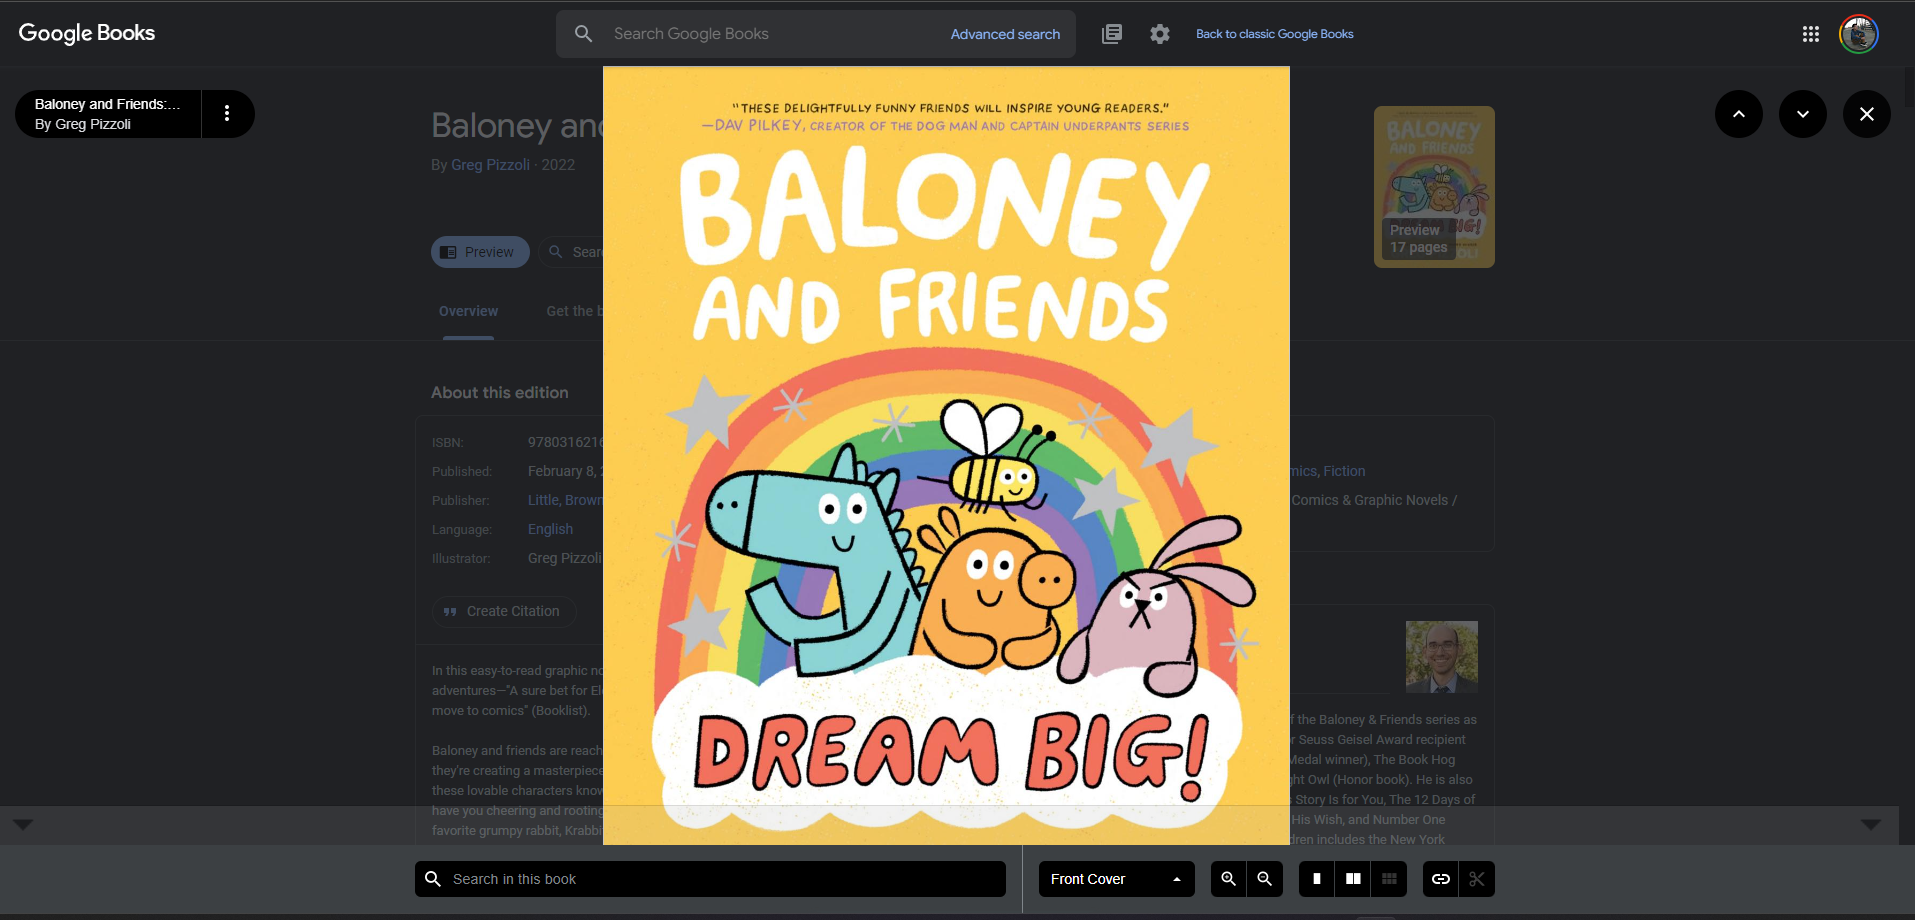 Google Books
Search Google Books
Advanced search
Back to classic Google Books
Baloney and Friends:...
By Greg Pizzoli
Baloney and
By Greg Pizzoli · 2022
Preview
Sear
Overview
Get the b
About this edition
ISBN:
9780316216
Published:
February 8, 2
Publisher:
Little, Brown
Language:
English
Illustrator:
Greg Pizzoli
Create Citation
In this easy-to-read graphic no
adventures—"A sure bet for El
move to comics" (Booklist).
Baloney and friends are reach
they're creating a masterpiece
these lovable characters know
have you cheering and rooting
favorite grumpy rabbit, Krabbi
"THESE DELIGHTFULLY FUNNY FRIENDS WILL INSPIRE YOUNG READERS."
—DAV PILKEY, CREATOR OF THE DOG MAN AND CAPTAIN UNDERPANTS SERIES
BALONEY
AND FRIENDS
DREAM BIG!
BALONEY
AND FRIENDS
DREAM BIG!
Preview
17 pages
mics, Fiction
Comics & Graphic Novels /
f the Baloney & Friends series as
r Seuss Geisel Award recipient
Medal winner), The Book Hog
ght Owl (Honor book). He is also
s Story Is for You, The 12 Days of
His Wish, and Number One
dren includes the New York
Search in this book
Front Cover